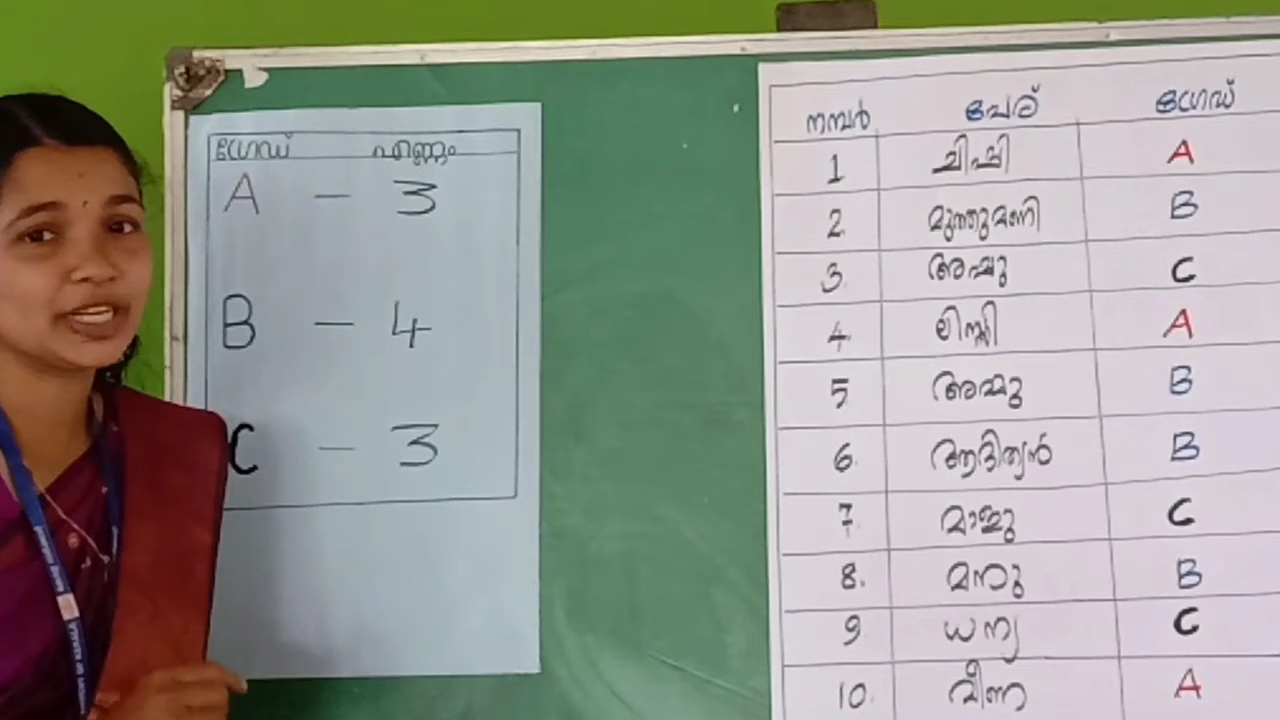 ഗ്രേഡ് എണ്ണം
A - 3
B - 4
C - 3
നമ്പർ പേര് ഗ്രേഡ്
1 ചിഷി A
2. മുത്തുമണി B
3. അഷു C
4. ലിസ്സി A
5 അമ്മു B
6. ആദിത്യൻ B
7. മാളു C
8. മനു B
9 ധന്യ C
10. വീണ A